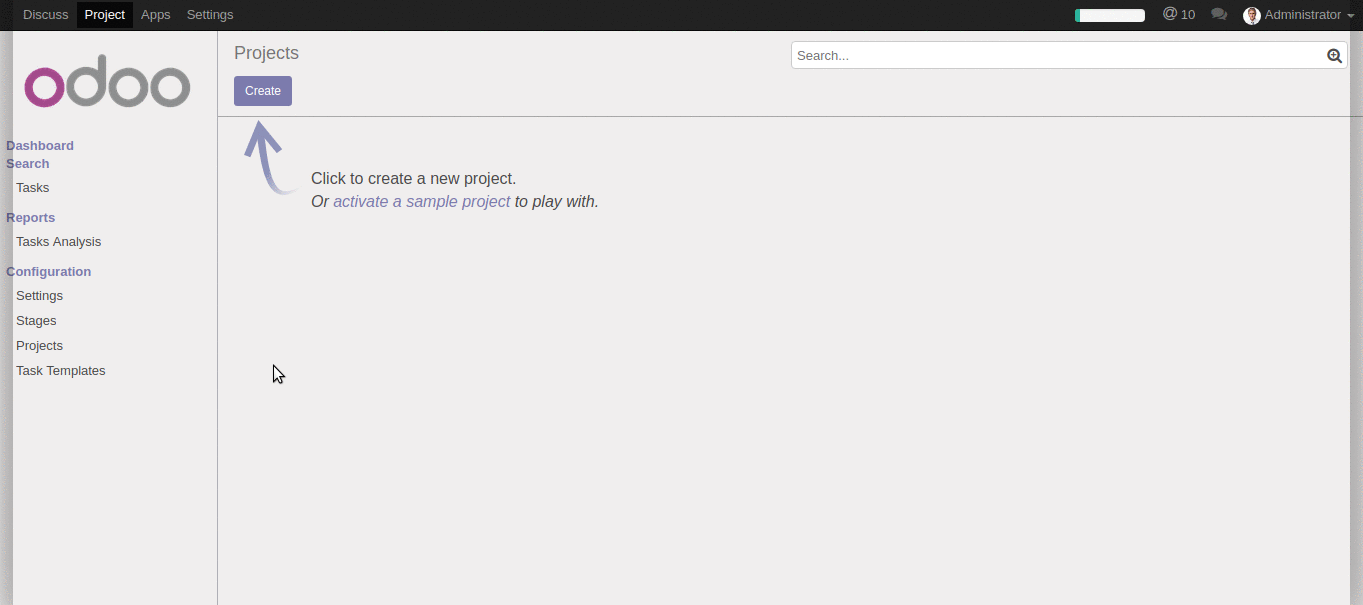 Discuss Project Apps Settings @ 10 Administrator
odoo
Projects
Search...
Create
Dashboard
Search
Tasks
Reports
Tasks Analysis
Configuration
Settings
Stages
Projects
Task Templates
Click to create a new project.
Or activate a sample project to play with.